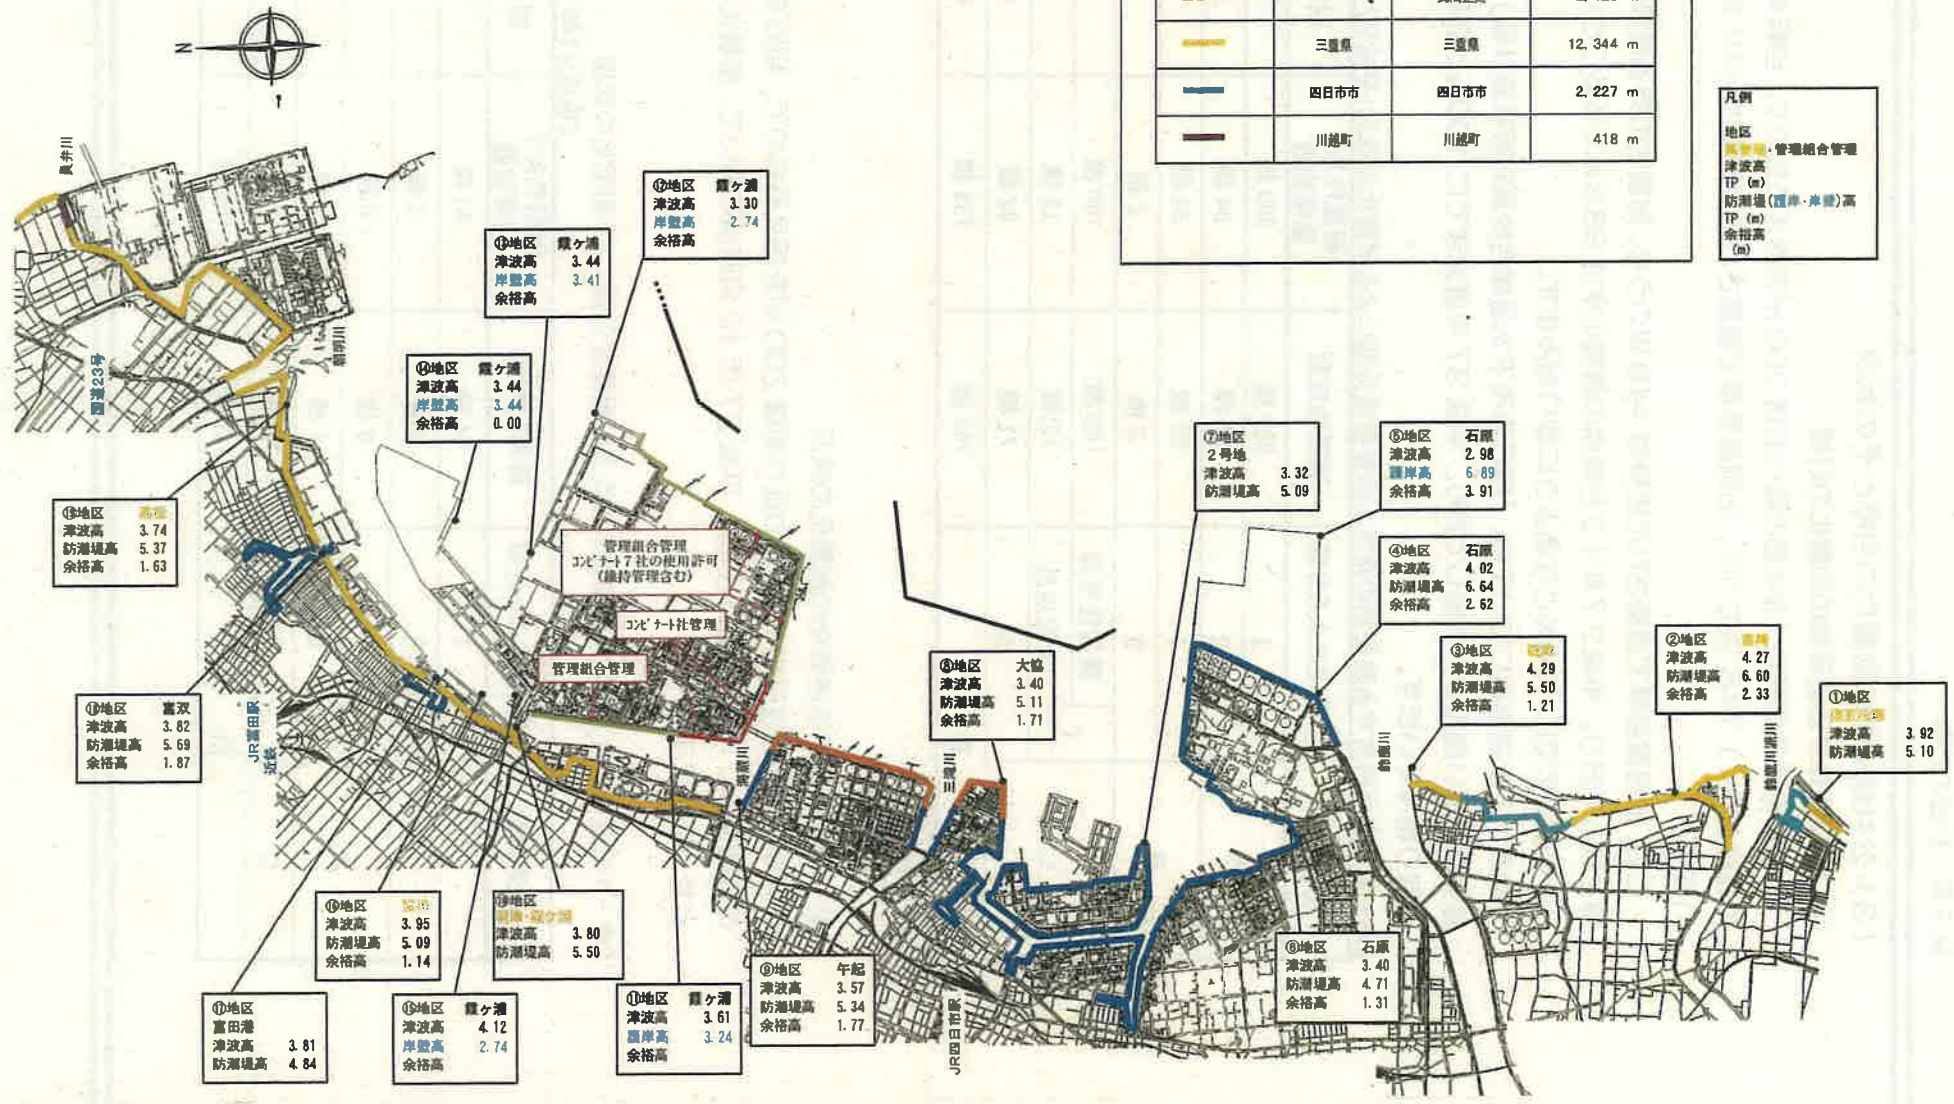 三重県 三重県 12,344 m
四日市市 四日市市 2,227 m
川越町 川越町 418 m
凡例
地区
・管理組合管理
津波高
TP (m)
防潮堤(護岸・岸壁)高
TP (m)
余裕高
(m)
N
国道23号
朝明川
⑫地区 霞ヶ浦
津波高 3.30
岸壁高 2.74
余裕高
⑬地区 霞ヶ浦
津波高 3.44
岸壁高 3.41
余裕高
⑭地区 霞ヶ浦
津波高 3.44
岸壁高 3.44
余裕高 0.00
津波高 3.74
防潮堤高 5.37
余裕高 1.63
管理組合管理
コンビナート7社の使用許可
(維持管理含む)
コンビナート社管理
管理組合管理
⑦地区
2号地
津波高 3.32
防潮堤高 5.09
⑤地区 石原
津波高 2.98
護岸高 6.89
余裕高 3.91
④地区 石原
津波高 4.02
防潮堤高 6.64
余裕高 2.62
③地区
津波高 4.29
防潮堤高 5.50
余裕高 1.21
②地区
津波高 4.27
防潮堤高 6.60
余裕高 2.33
①地区
津波高 3.92
防潮堤高 5.10
⑧地区 大協
津波高 3.40
防潮堤高 5.11
余裕高 1.71
富双
津波高 3.82
防潮堤高 5.69
余裕高 1.87
JR富田駅
近鉄
海蔵川
三滝川
鈴鹿川
鈴鹿川派川
⑯地区
津波高 3.95
防潮堤高 5.09
余裕高 1.14
津波高 3.80
防潮堤高 5.50
⑰地区
富田港
津波高 3.81
防潮堤高 4.84
⑮地区 霞ヶ浦
津波高 4.12
岸壁高 2.74
余裕高
⑪地区 霞ヶ浦
津波高 3.61
護岸高 3.24
余裕高
⑨地区 午起
津波高 3.57
防潮堤高 5.34
余裕高 1.77
JR四日市駅
⑥地区 石原
津波高 3.40
防潮堤高 4.71
余裕高 1.31